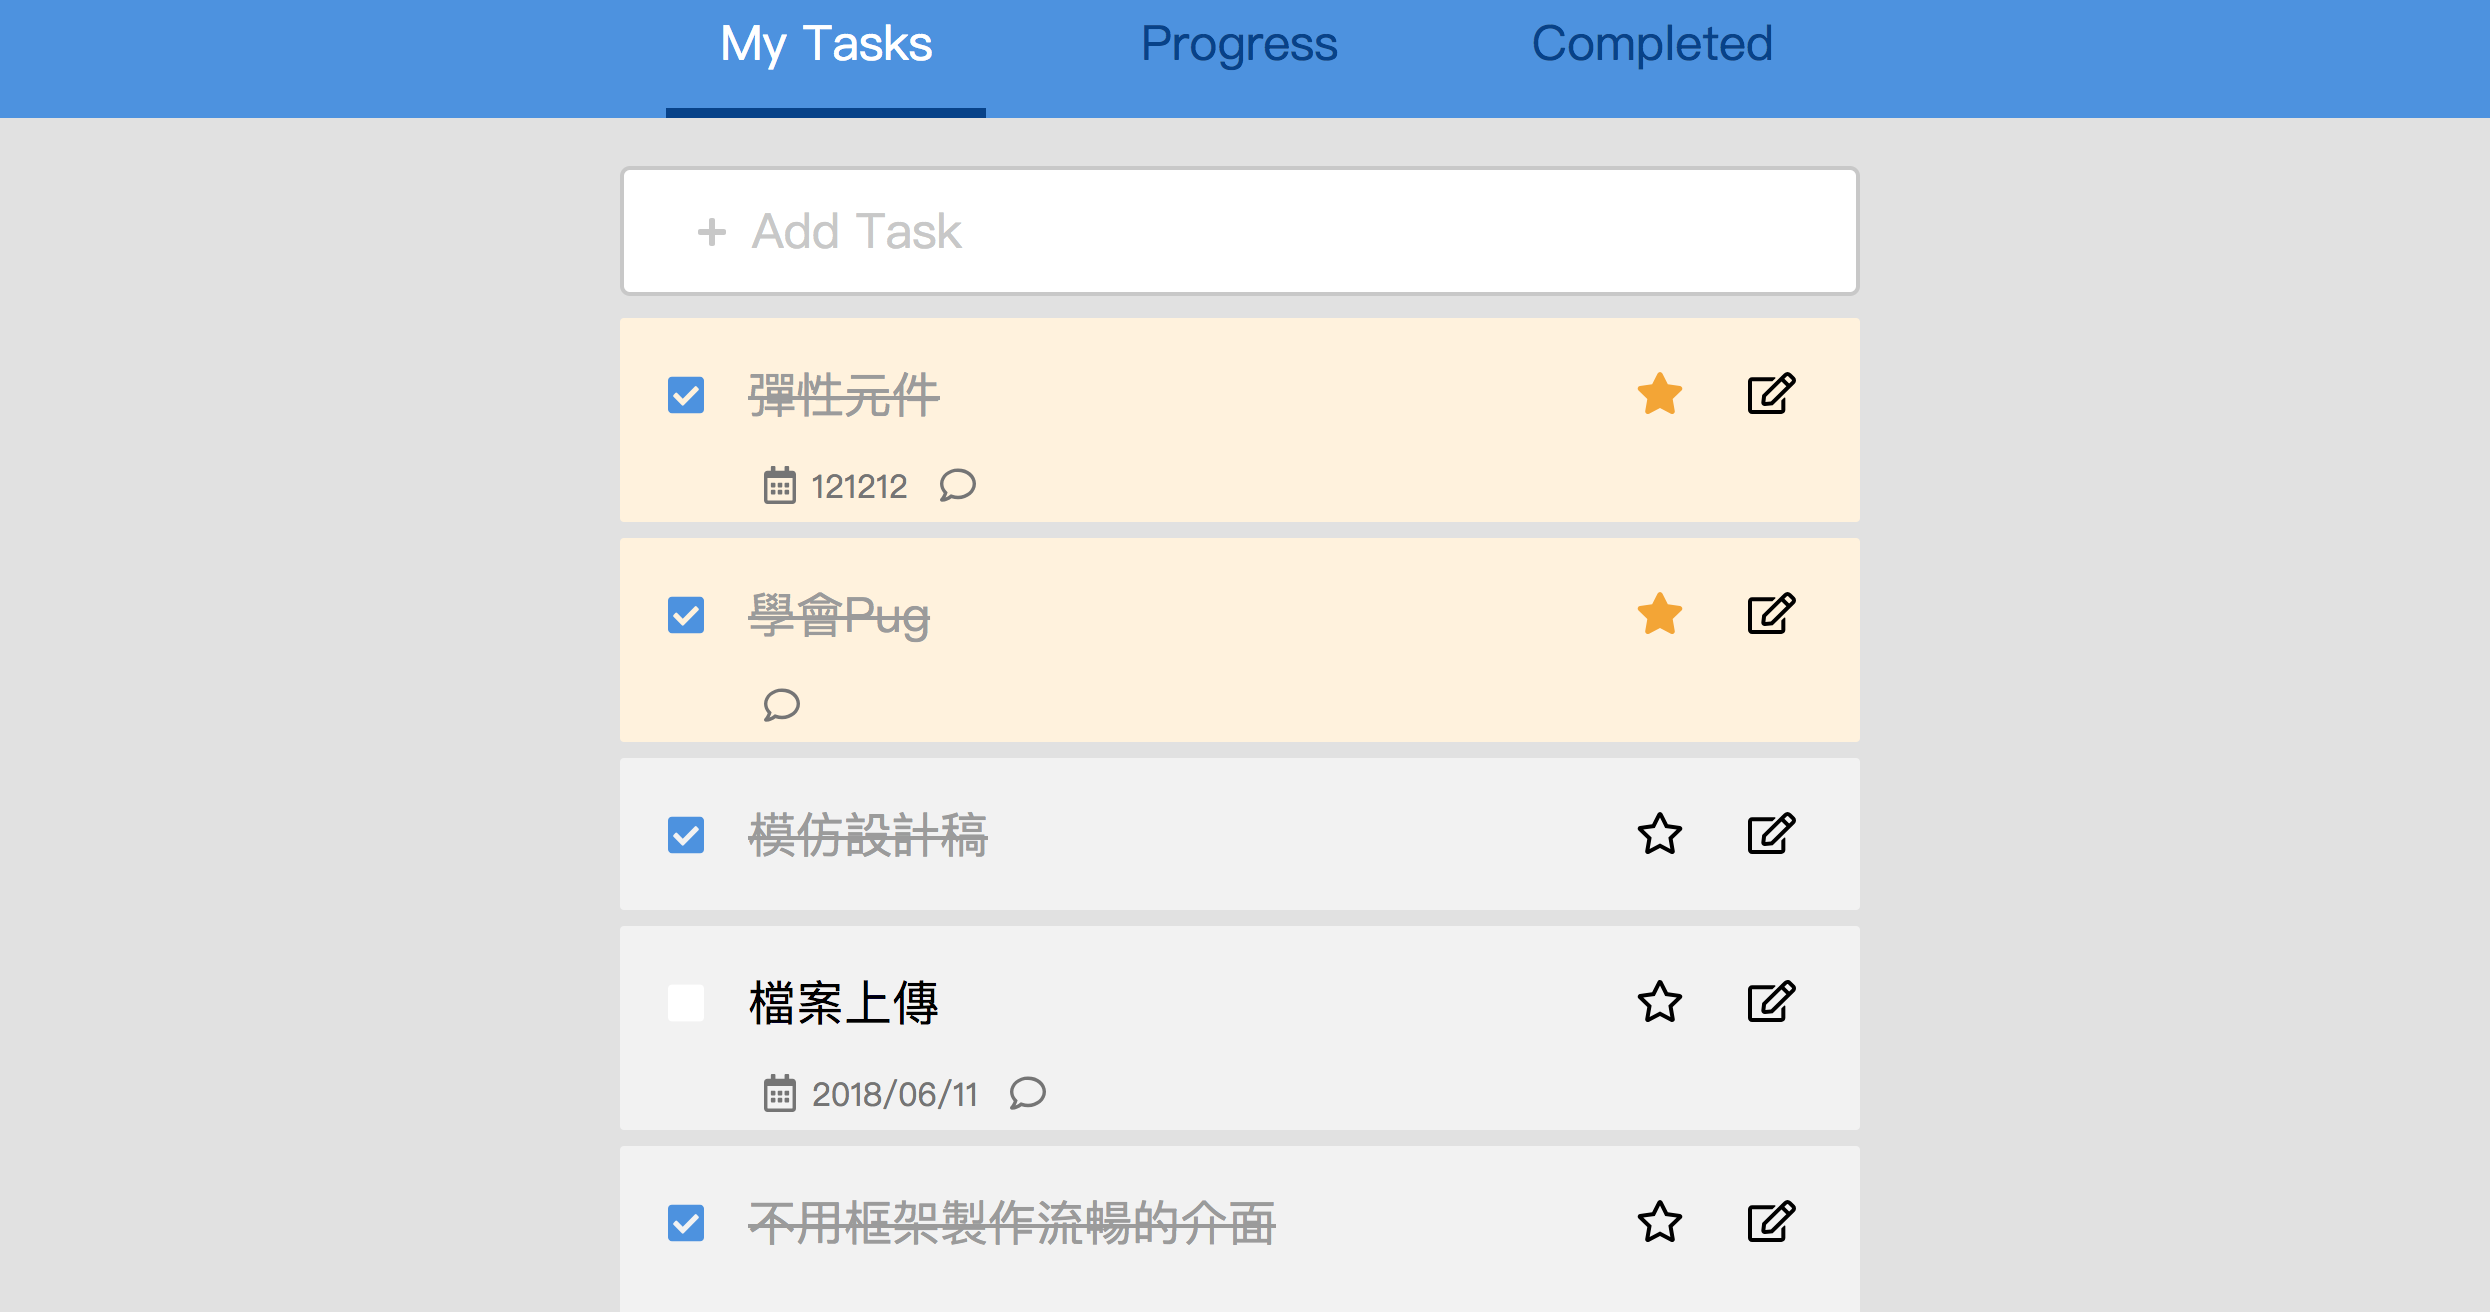 My Tasks
Progress
Completed
+ Add Task
彈性元件
121212
學會Pug
模仿設計稿
檔案上傳
2018/06/11
不用框架製作流暢的介面